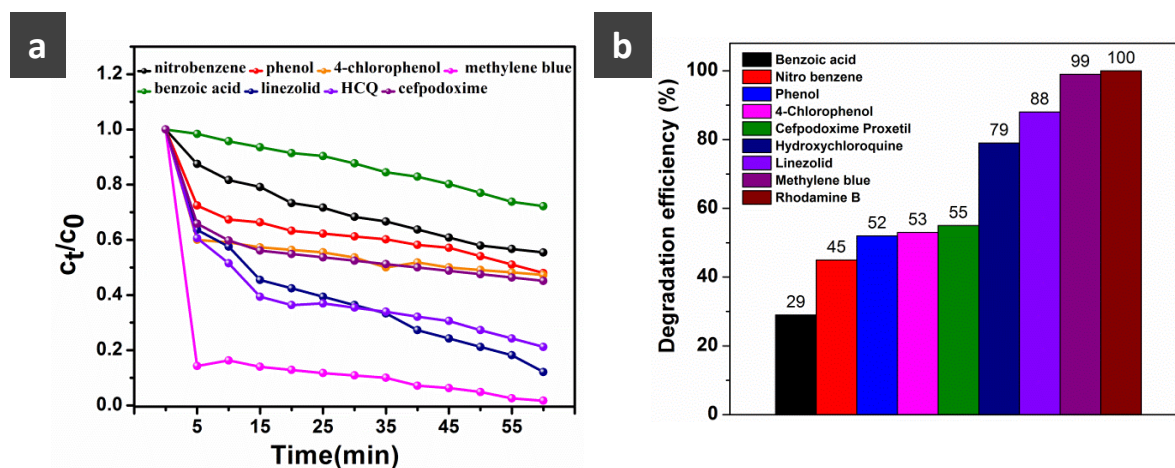 a
1.2
nitrobenzene phenol 4-chlorophenol methylene blue
benzoic acid linezolid HCQ cefpodoxime
1.0
0.8
0.6
0.4
0.2
0.0
ct/c0
5 15 25 35 45 55
Time(min)
b
Benzoic acid
Nitro benzene
Phenol
4-Chlorophenol
Cefpodoxime Proxetil
Hydroxychloroquine
Linezolid
Methylene blue
Rhodamine B
100
80
60
40
20
0
Degradation efficiency (%)
29 45 52 53 55 79 88 99 100